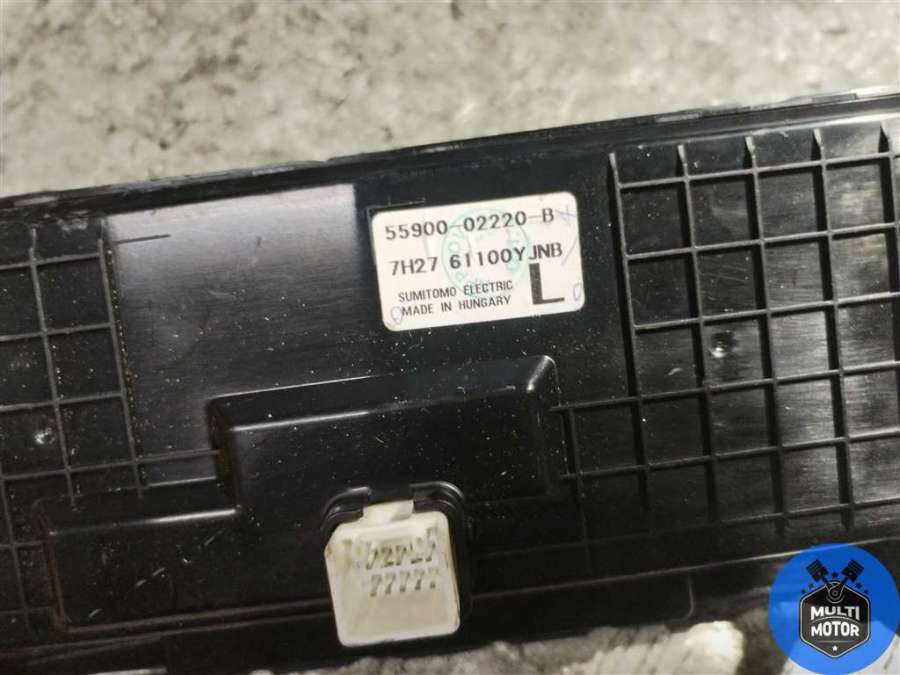 55900-02220-B
7H27 61100YJNB
SUMITOMO ELECTRIC
MADE IN HUNGARY
L
MULTI
MOTOR